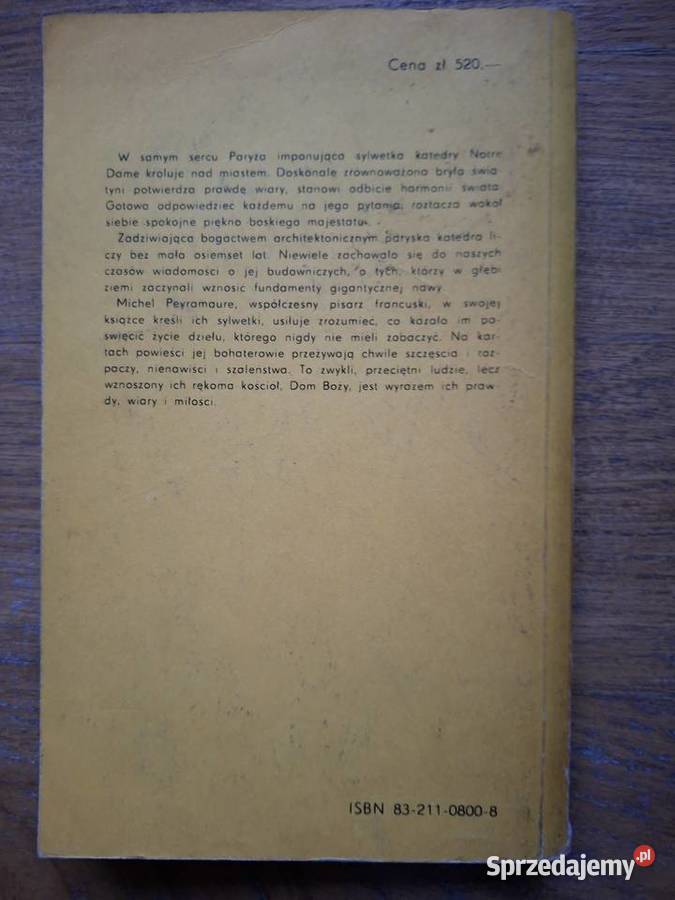 Cena zł 520.—
W samym sercu Paryża imponująca sylwetka katedry Notre
Dame króluje nad miastem. Doskonale zrównoważona bryła świą-
tyni potwierdza prawdę wiary, stanowi odbicie harmonii świata.
Gotowa odpowiedzieć każdemu na jego pytania, roztacza wokół
siebie spokojne piękno boskiego majestatu.
Zadziwiająca bogactwem architektonicznym paryska katedra li-
czy bez mała osiemset lat. Niewiele zachowało się do naszych
czasów wiadomości o jej budowniczych, o tych, którzy w głębi
ziemi zaczynali wznosić fundamenty gigantycznej nawy.
Michel Peyramaure, współczesny pisarz francuski, w swojej
książce kreśli ich sylwetki, usiłuje zrozumieć, co kazało im po-
święcić życie dziełu, którego nigdy nie mieli zobaczyć. Na kar-
tach powieści jej bohaterowie przeżywają chwile szczęścia i roz-
paczy, nienawiści i szaleństwa. To zwykli, przeciętni ludzie, lecz
wznoszony ich rękoma kościół, Dom Boży, jest wyrazem ich praw-
dy, wiary i miłości.
ISBN 83-211-0800-8
Sprzedajemy.pl